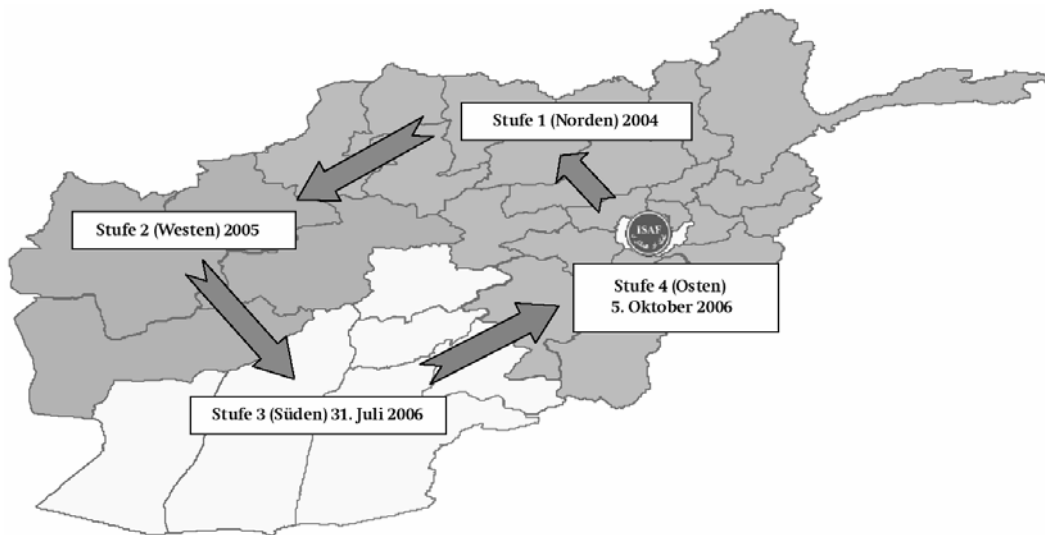 Stufe 1 (Norden) 2004
Stufe 2 (Westen) 2005
ISAF
Stufe 4 (Osten)
5. Oktober 2006
Stufe 3 (Süden) 31. Juli 2006